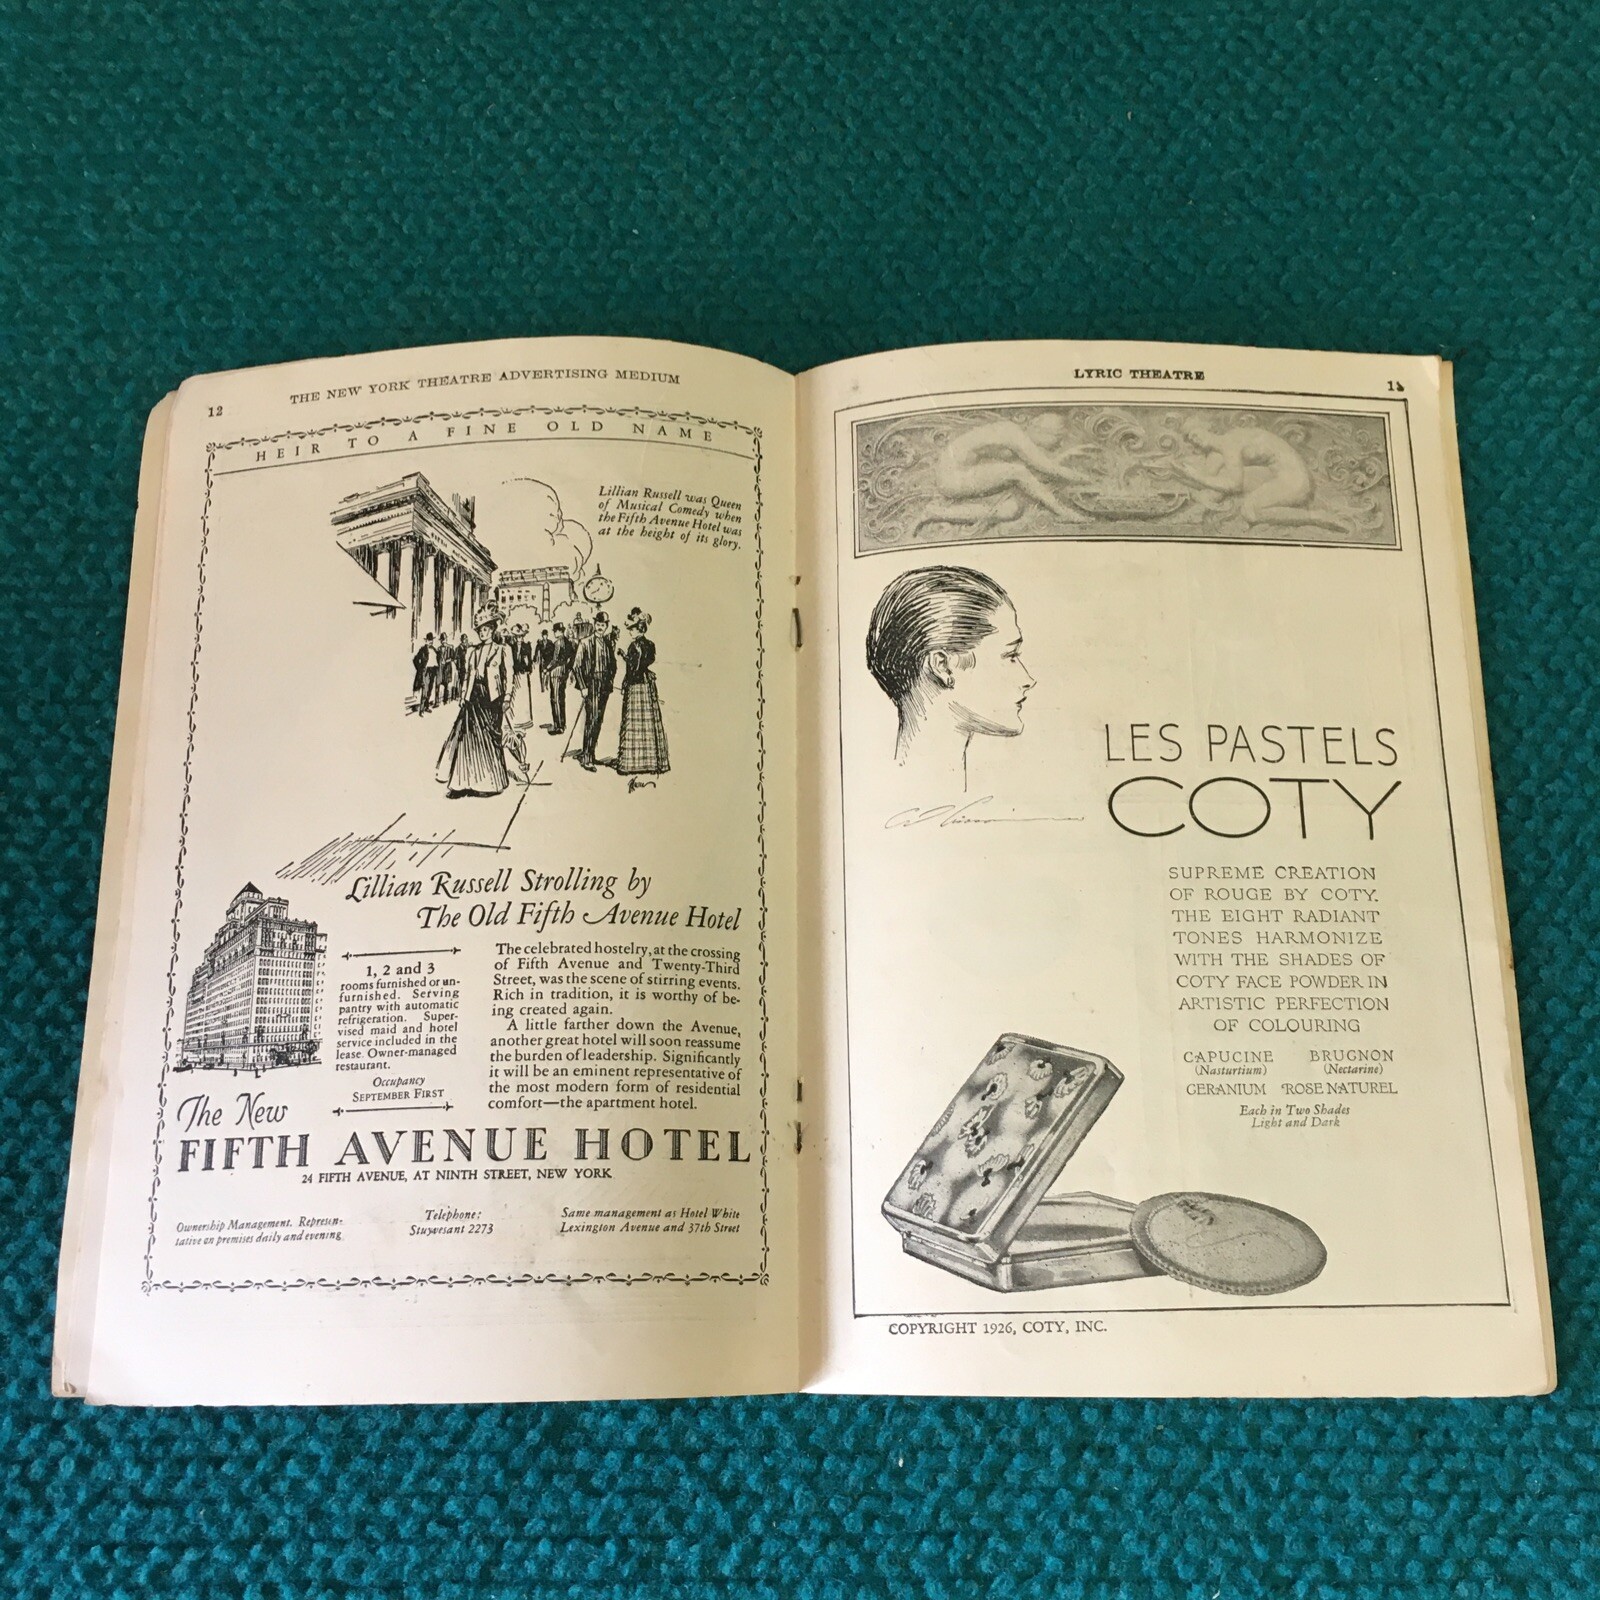 THE NEW YORK THEATRE ADVERTISING MEDIUM
12
HEIR TO A FINE OLD NAME
Lillian Russell was Queen
of Musical Comedy when
the Fifth Avenue Hotel was
at the height of its glory.
FIFTH AVENUE
Lillian Russell Strolling by
The Old Fifth Avenue Hotel
1, 2 and 3
rooms furnished or un-
furnished. Serving
pantry with automatic
refrigeration. Super-
vised maid and hotel
service included in the
lease. Owner-managed
restaurant.
Occupancy
SEPTEMBER FIRST
The celebrated hostelry, at the crossing
of Fifth Avenue and Twenty-Third
Street, was the scene of stirring events.
Rich in tradition, it is worthy of be-
ing created again.
A little farther down the Avenue,
another great hotel will soon reassume
the burden of leadership. Significantly
it will be an eminent representative of
the most modern form of residential
comfort—the apartment hotel.
The New
FIFTH AVENUE HOTEL
24 FIFTH AVENUE, AT NINTH STREET, NEW YORK
Ownership Management. Represen-
tative on premises daily and evening
Telephone:
Stuyvesant 2273
Same management as Hotel White
Lexington Avenue and 37th Street
LYRIC THEATRE
13
LES PASTELS
COTY
SUPREME CREATION
OF ROUGE BY COTY.
THE EIGHT RADIANT
TONES HARMONIZE
WITH THE SHADES OF
COTY FACE POWDER IN
ARTISTIC PERFECTION
OF COLOURING
CAPUCINE BRUGNON
(Nasturtium) (Nectarine)
GERANIUM ROSE NATUREL
Each in Two Shades
Light and Dark
COPYRIGHT 1926, COTY, INC.